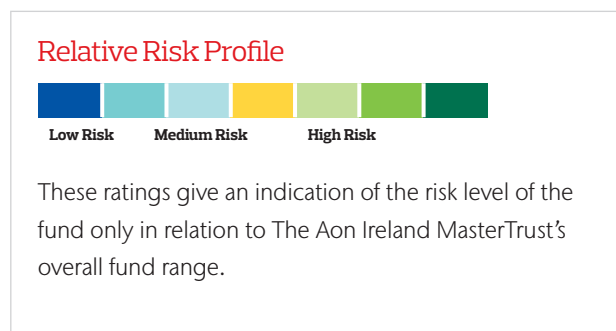 Relative Risk Profile
Low Risk Medium Risk High Risk
These ratings give an indication of the risk level of the
fund only in relation to The Aon Ireland MasterTrust’s
overall fund range.